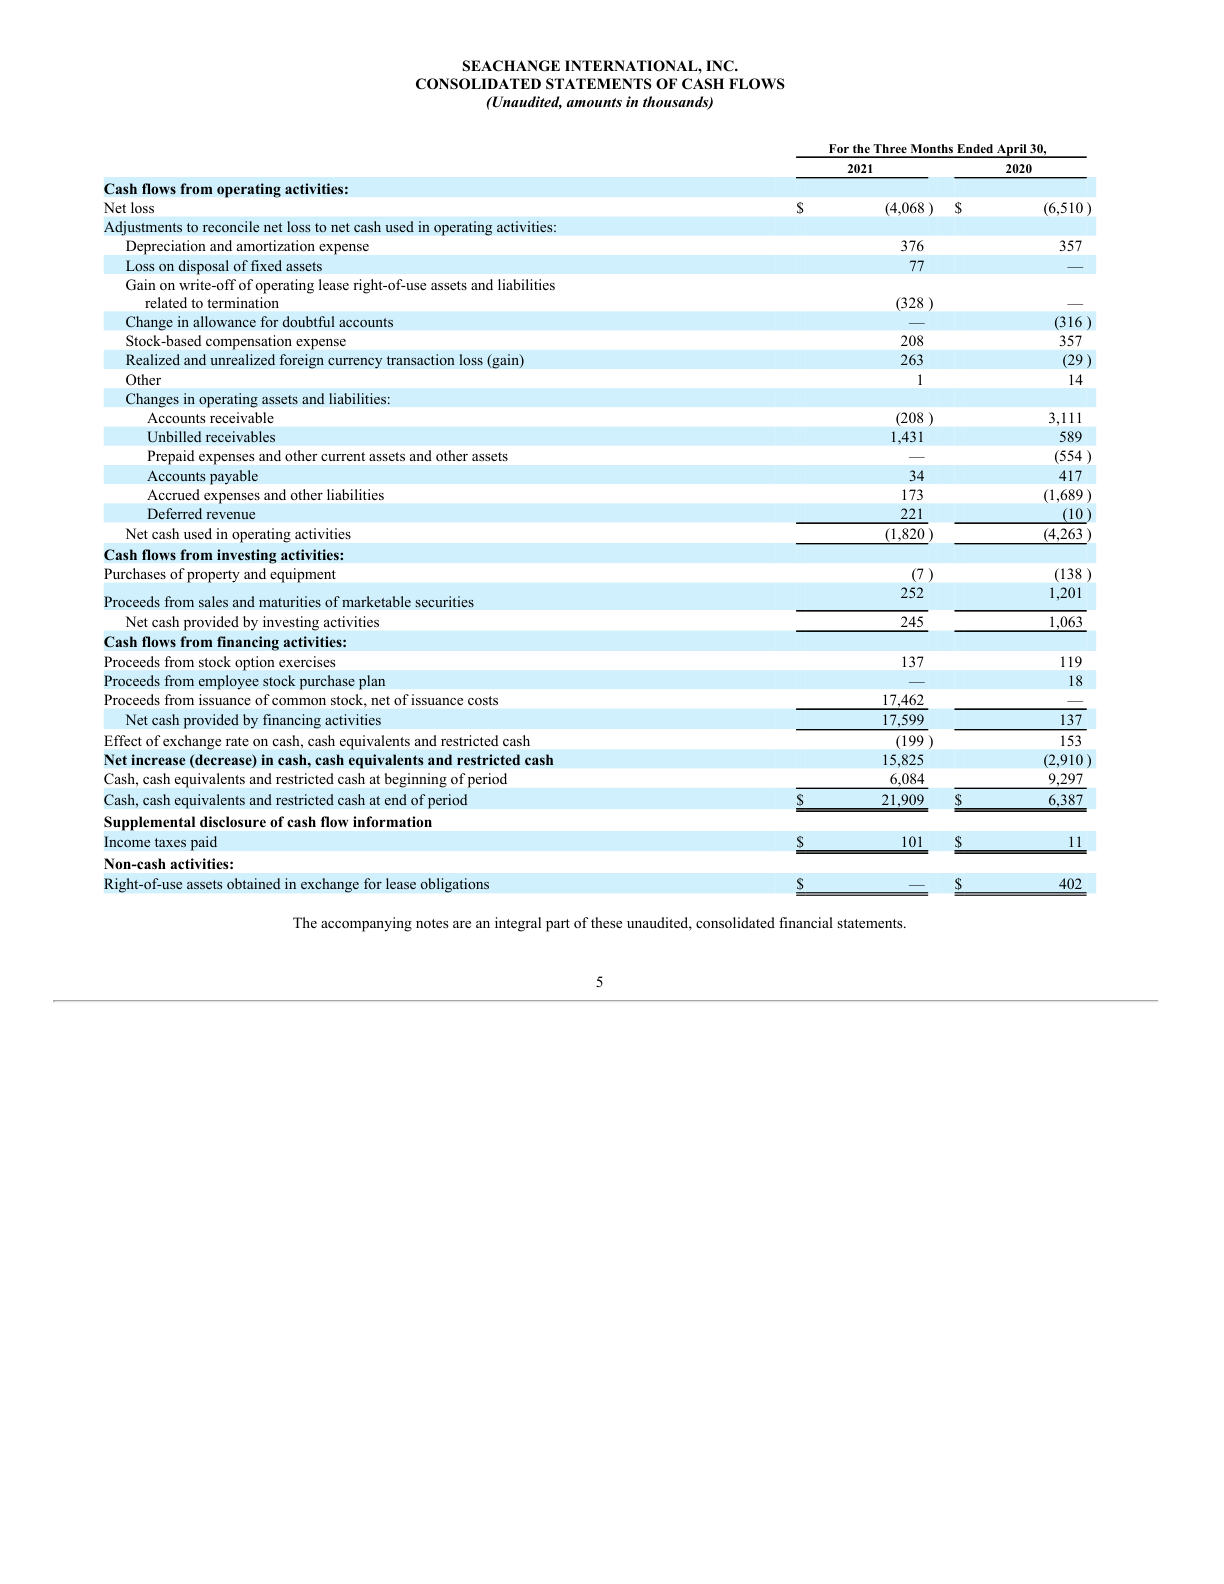 SEACHANGE INTERNATIONAL, INC.
CONSOLIDATED STATEMENTS OF CASH FLOWS
(Unaudited, amounts in thousands)
For the Three Months Ended April 30,
2021 2020
Cash flows from operating activities:
Net loss $ (4,068 ) $ (6,510 )
Adjustments to reconcile net loss to net cash used in operating activities:
Depreciation and amortization expense 376 357
Loss on disposal of fixed assets 77 —
Gain on write-off of operating lease right-of-use assets and liabilities
related to termination (328 ) —
Change in allowance for doubtful accounts — (316 )
Stock-based compensation expense 208 357
Realized and unrealized foreign currency transaction loss (gain) 263 (29 )
Other 1 14
Changes in operating assets and liabilities:
Accounts receivable (208 ) 3,111
Unbilled receivables 1,431 589
Prepaid expenses and other current assets and other assets — (554 )
Accounts payable 34 417
Accrued expenses and other liabilities 173 (1,689 )
Deferred revenue 221 (10 )
Net cash used in operating activities (1,820 ) (4,263 )
Cash flows from investing activities:
Purchases of property and equipment (7 ) (138 )
Proceeds from sales and maturities of marketable securities 252 1,201
Net cash provided by investing activities 245 1,063
Cash flows from financing activities:
Proceeds from stock option exercises 137 119
Proceeds from employee stock purchase plan — 18
Proceeds from issuance of common stock, net of issuance costs 17,462 —
Net cash provided by financing activities 17,599 137
Effect of exchange rate on cash, cash equivalents and restricted cash (199 ) 153
Net increase (decrease) in cash, cash equivalents and restricted cash 15,825 (2,910 )
Cash, cash equivalents and restricted cash at beginning of period 6,084 9,297
Cash, cash equivalents and restricted cash at end of period $ 21,909 $ 6,387
Supplemental disclosure of cash flow information
Income taxes paid $ 101 $ 11
Non-cash activities:
Right-of-use assets obtained in exchange for lease obligations $ — $ 402
The accompanying notes are an integral part of these unaudited, consolidated financial statements.
5